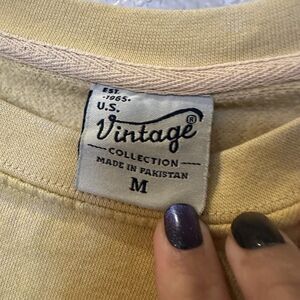 EST.
-1965-
U.S.
Vintage®
COLLECTION
MADE IN PAKISTAN
M